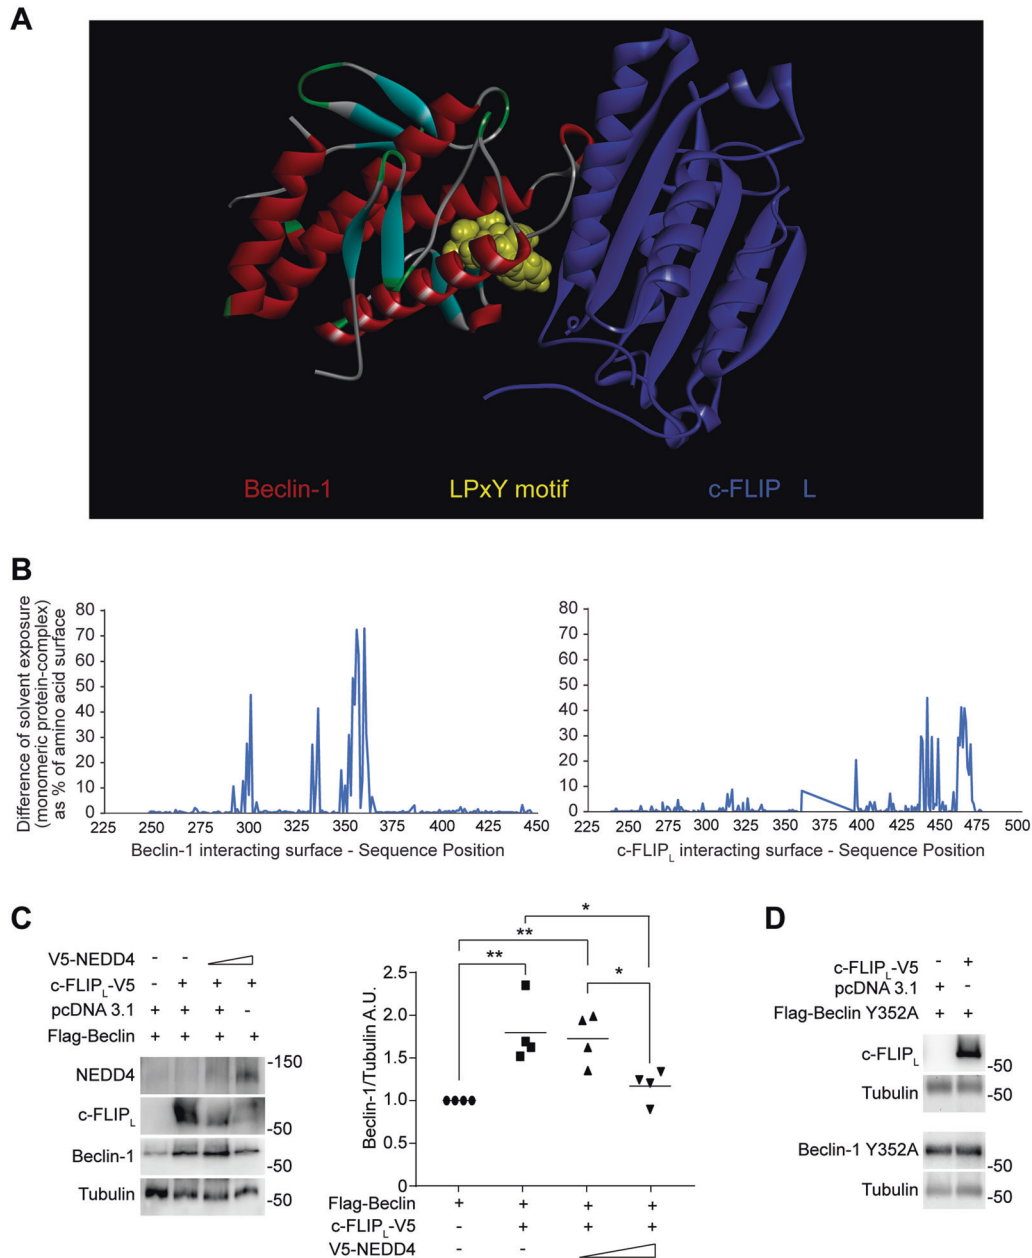 A
Beclin-1 LPxY motif c-FLIP L
B
Difference of solvent exposure
(monomeric protein-complex)
as % of amino acid surface
80
70
60
50
40
30
20
10
0
225 250 275 300 325 350 375 400 425 450
Beclin-1 interacting surface - Sequence Position
80
70
60
50
40
30
20
10
0
225 250 275 300 325 350 375 400 425 450 475 500
c-FLIPL interacting surface - Sequence Position
C
V5-NEDD4 - -
c-FLIPL-V5 - + + +
pcDNA 3.1 + + + -
Flag-Beclin + + + +
NEDD4 -150
c-FLIPL -50
Beclin-1 -50
Tubulin -50
Beclin-1/Tubulin A.U.
2.5
2.0
1.5
1.0
0.5
0
*
**
**
*
Flag-Beclin + + + +
c-FLIPL-V5 - + + +
V5-NEDD4 - -
D
c-FLIPL-V5 - +
pcDNA 3.1 + -
Flag-Beclin Y352A + +
c-FLIPL -50
Tubulin -50
Beclin-1 Y352A -50
Tubulin -50